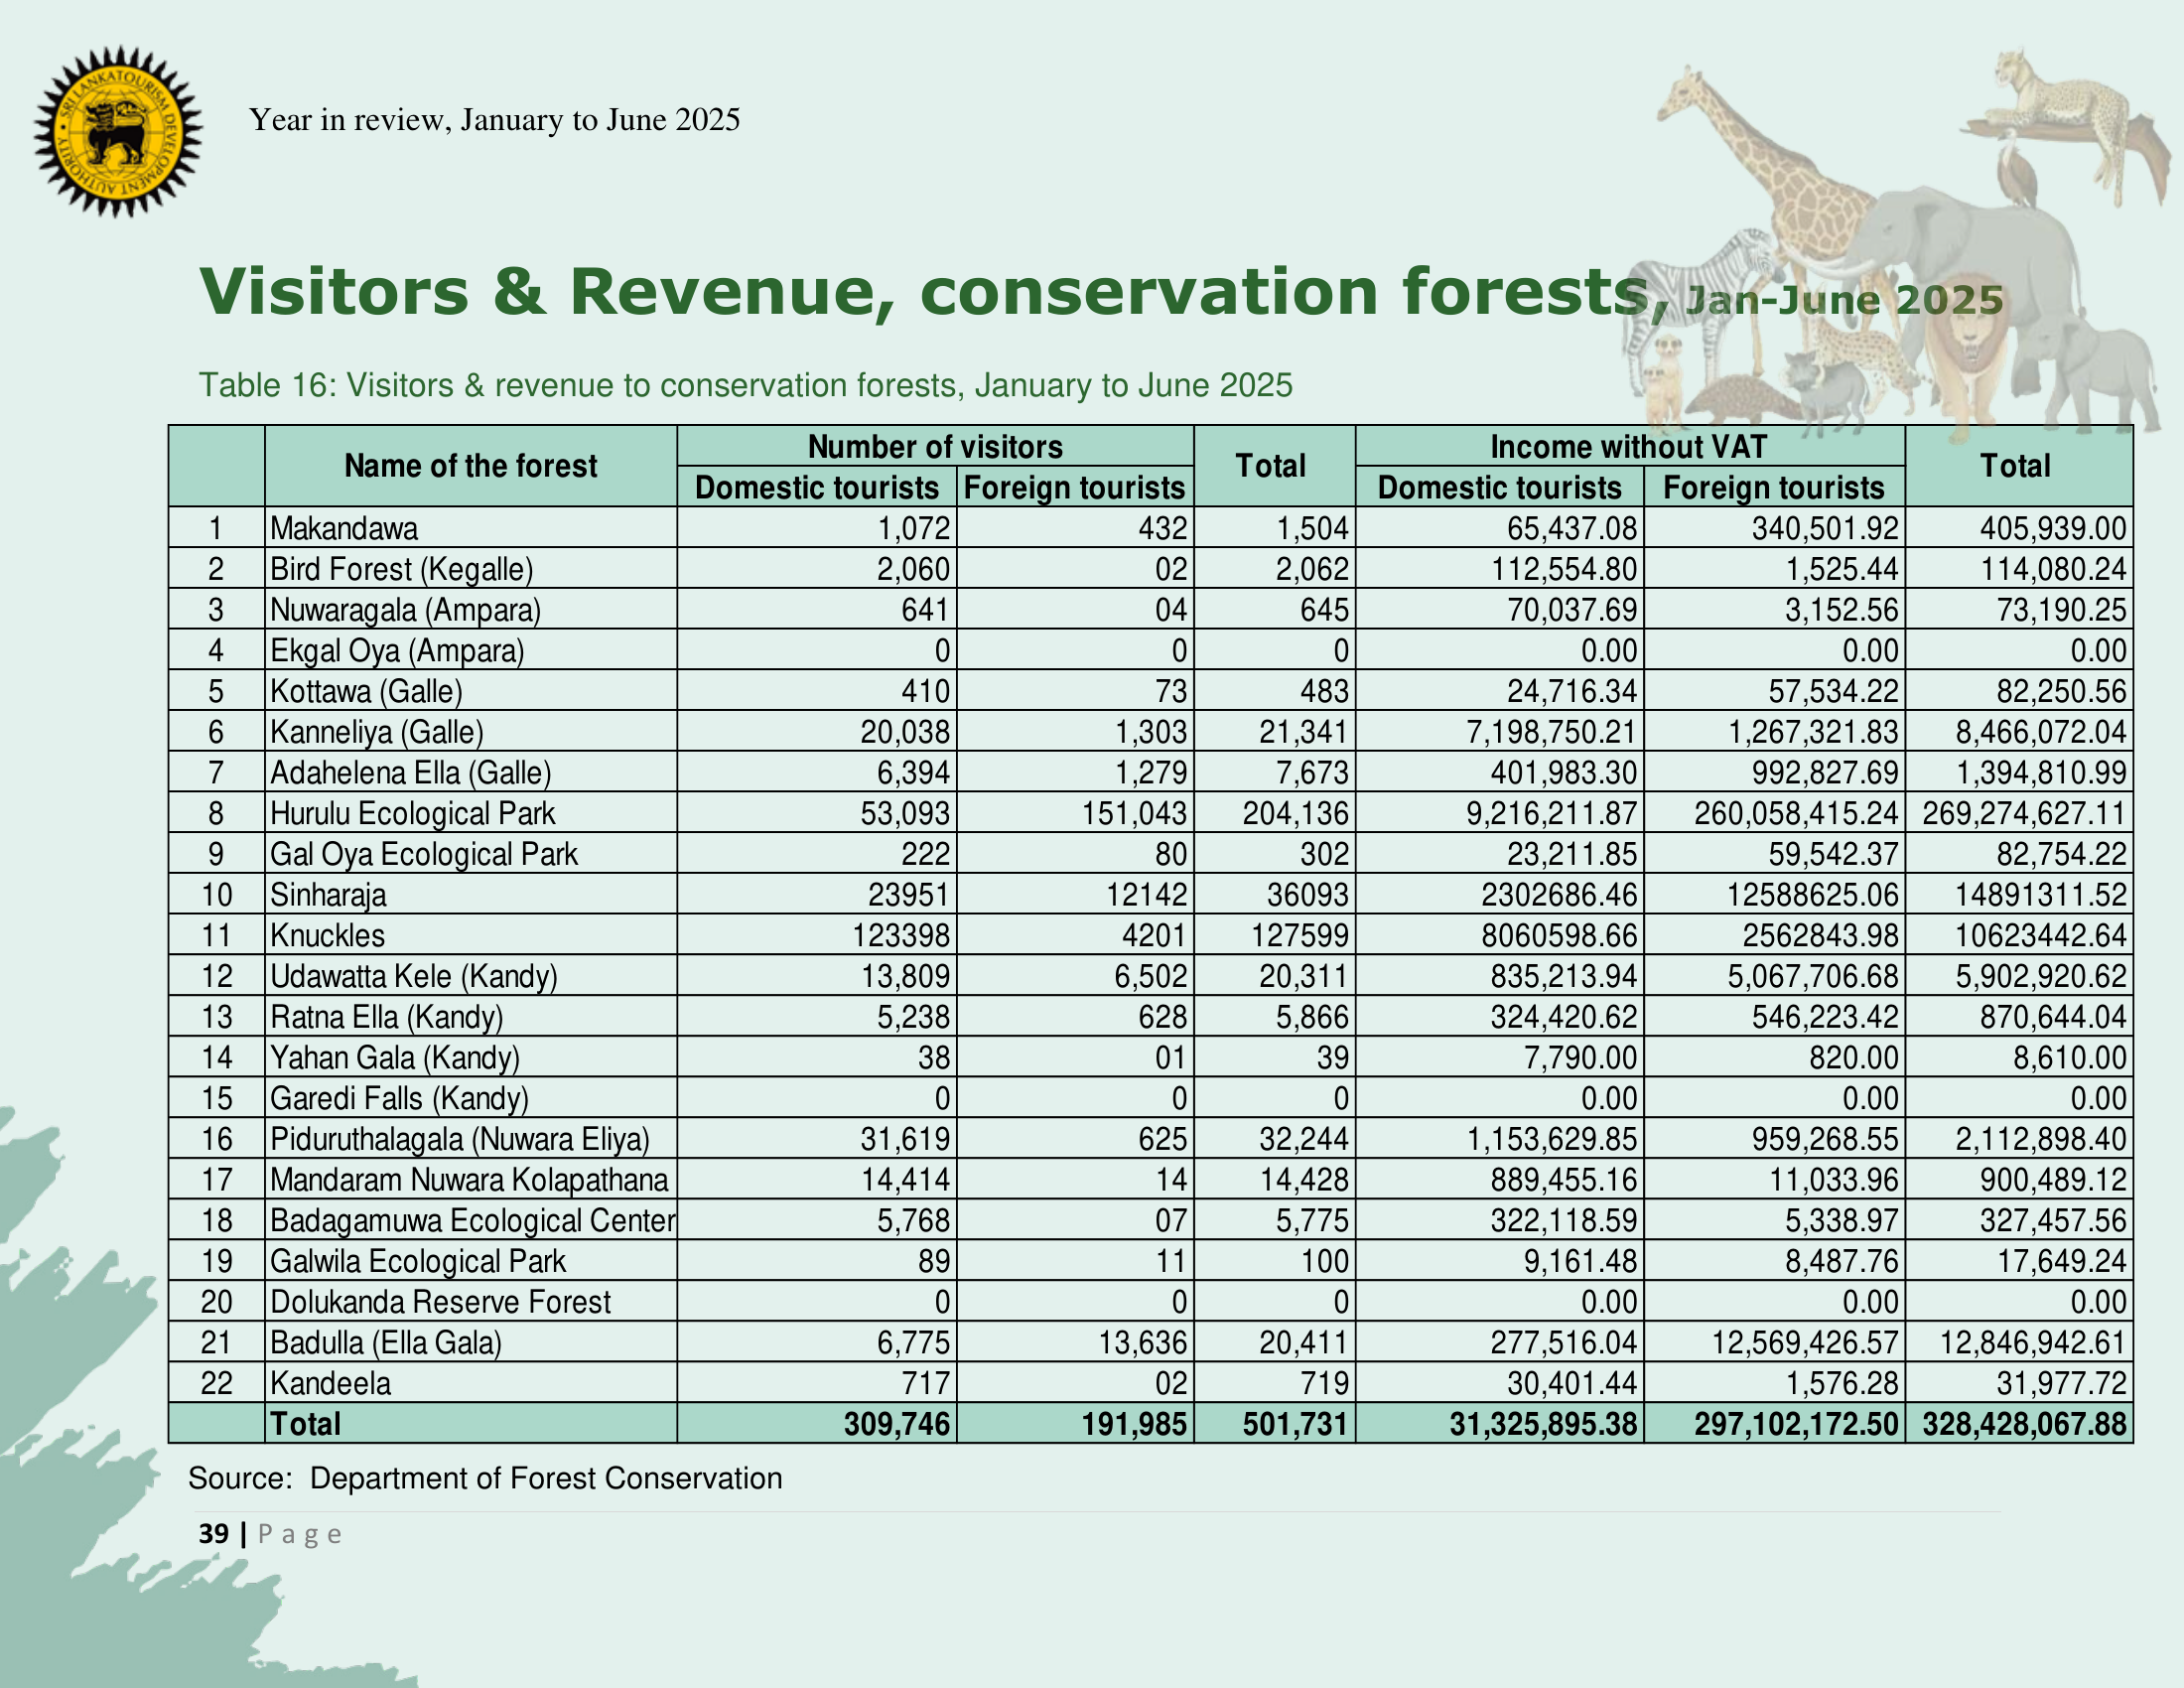 SRI LANKA TOURISM DEVELOPMENT AUTHORITY
Year in review, January to June 2025
Visitors & Revenue, conservation forests, Jan-June 2025
Table 16: Visitors & revenue to conservation forests, January to June 2025
Name of the forest Number of visitors Total Income without VAT Total
Domestic tourists Foreign tourists Domestic tourists Foreign tourists
1 Makandawa 1,072 432 1,504 65,437.08 340,501.92 405,939.00
2 Bird Forest (Kegalle) 2,060 02 2,062 112,554.80 1,525.44 114,080.24
3 Nuwaragala (Ampara) 641 04 645 70,037.69 3,152.56 73,190.25
4 Ekgal Oya (Ampara) 0 0 0 0.00 0.00 0.00
5 Kottawa (Galle) 410 73 483 24,716.34 57,534.22 82,250.56
6 Kanneliya (Galle) 20,038 1,303 21,341 7,198,750.21 1,267,321.83 8,466,072.04
7 Adahelena Ella (Galle) 6,394 1,279 7,673 401,983.30 992,827.69 1,394,810.99
8 Hurulu Ecological Park 53,093 151,043 204,136 9,216,211.87 260,058,415.24 269,274,627.11
9 Gal Oya Ecological Park 222 80 302 23,211.85 59,542.37 82,754.22
10 Sinharaja 23951 12142 36093 2302686.46 12588625.06 14891311.52
11 Knuckles 123398 4201 127599 8060598.66 2562843.98 10623442.64
12 Udawatta Kele (Kandy) 13,809 6,502 20,311 835,213.94 5,067,706.68 5,902,920.62
13 Ratna Ella (Kandy) 5,238 628 5,866 324,420.62 546,223.42 870,644.04
14 Yahan Gala (Kandy) 38 01 39 7,790.00 820.00 8,610.00
15 Garedi Falls (Kandy) 0 0 0 0.00 0.00 0.00
16 Piduruthalagala (Nuwara Eliya) 31,619 625 32,244 1,153,629.85 959,268.55 2,112,898.40
17 Mandaram Nuwara Kolapathana 14,414 14 14,428 889,455.16 11,033.96 900,489.12
18 Badagamuwa Ecological Center 5,768 07 5,775 322,118.59 5,338.97 327,457.56
19 Galwila Ecological Park 89 11 100 9,161.48 8,487.76 17,649.24
20 Dolukanda Reserve Forest 0 0 0 0.00 0.00 0.00
21 Badulla (Ella Gala) 6,775 13,636 20,411 277,516.04 12,569,426.57 12,846,942.61
22 Kandeela 717 02 719 30,401.44 1,576.28 31,977.72
Total 309,746 191,985 501,731 31,325,895.38 297,102,172.50 328,428,067.88
Source: Department of Forest Conservation
39 | Page